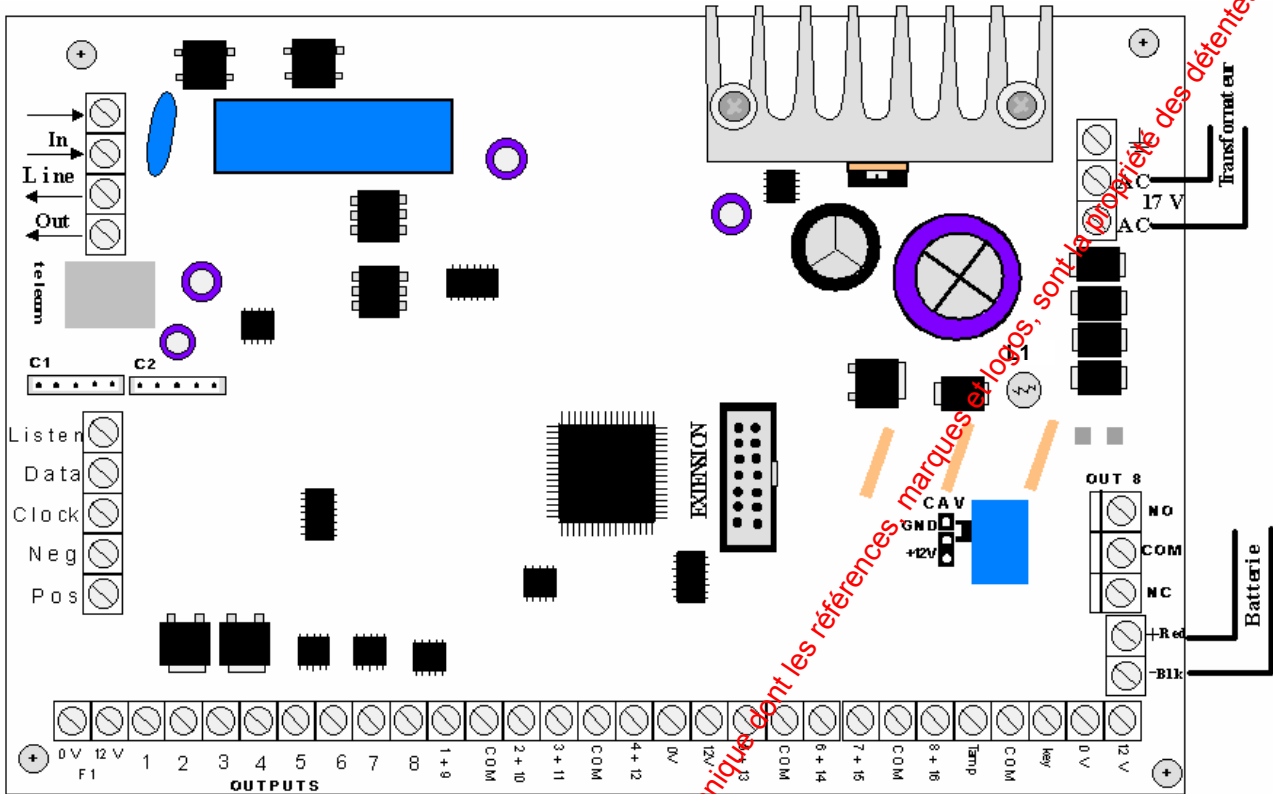 In
Line
Out
telecom
C1
C2
Listen
Data
Clock
Neg
Pos
EXTENSION
C A V
GND
+12V
L1
AC
17 V
AC
Transformateur
OUT 8
NO
COM
NC
+Red
-Blk
Batterie
0 V
12 V
F1
1
2
3
4
5
6
7
8
OUTPUTS
1 + 9
COM
2 + 10
3 + 11
COM
4 + 12
0V
12V
+ 13
COM
6 + 14
7 + 15
COM
8 + 16
Tamp
COM
key
0 V
12 V
nique dont les références, marques et logos, sont la propriété des